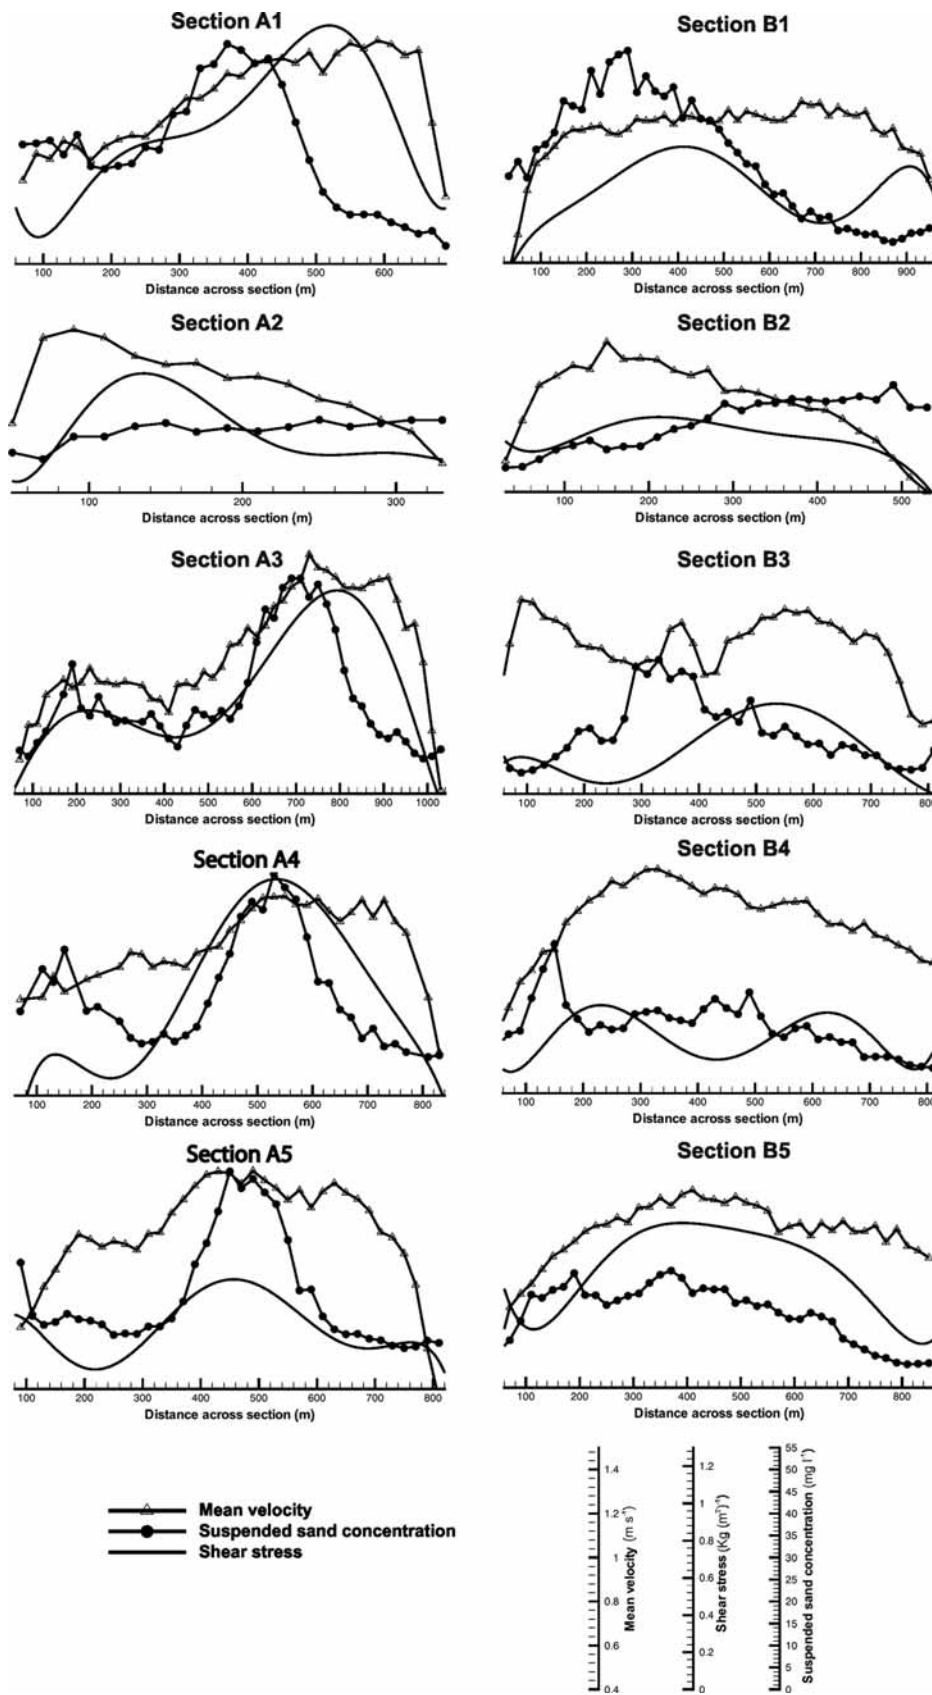 Section A1
100 200 300 400 500 600
Distance across section (m)
Section B1
100 200 300 400 500 600 700 800 900
Distance across section (m)
Section A2
100 200 300
Distance across section (m)
Section B2
100 200 300 400 500
Distance across section (m)
Section A3
100 200 300 400 500 600 700 800 900 1000
Distance across section (m)
Section B3
100 200 300 400 500 600 700 800
Distance across section (m)
Section A4
100 200 300 400 500 600 700 800
Distance across section (m)
Section B4
100 200 300 400 500 600 700 800
Distance across section (m)
Section A5
100 200 300 400 500 600 700 800
Distance across section (m)
Section B5
100 200 300 400 500 600 700 800
Distance across section (m)
Mean velocity
Suspended sand concentration
Shear stress
1.4
1.2
1
0.8
0.6
0.4
Mean velocity (m s⁻¹)
1.2
1
0.8
0.6
0.4
0.2
0
Shear stress (Kg (m²)⁻¹)
55
50
45
40
35
30
25
20
15
10
5
0
Suspended sand concentration (mg l⁻¹)